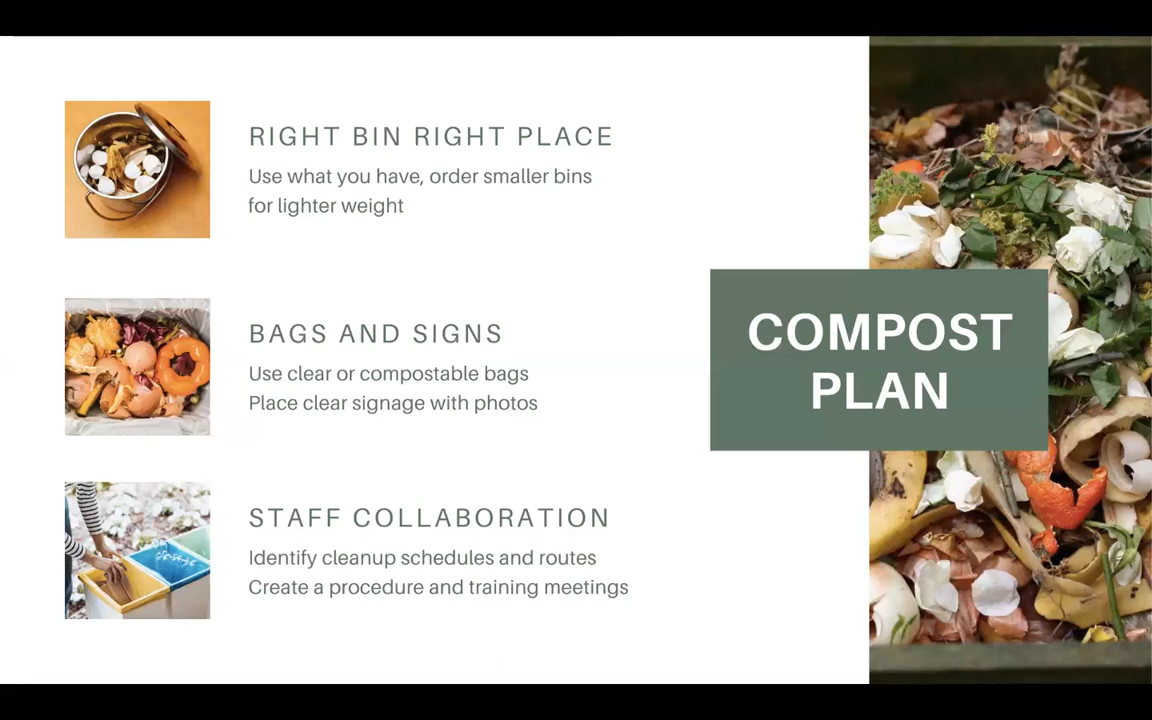 RIGHT BIN RIGHT PLACE
Use what you have, order smaller bins
for lighter weight
BAGS AND SIGNS
Use clear or compostable bags
Place clear signage with photos
STAFF COLLABORATION
Identify cleanup schedules and routes
Create a procedure and training meetings
COMPOST
PLAN